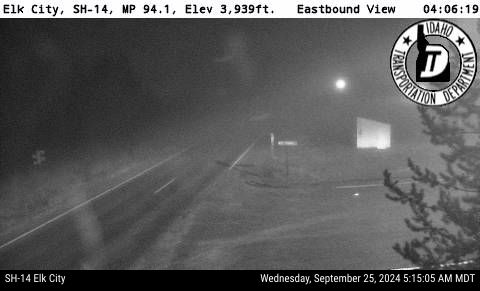 Elk City, SH-14, MP 94.1, Elev 3,939ft. Eastbound View 04:06:19
IDAHO
TRANSPORTATION DEPARTMENT
SH-14 Elk City Wednesday, September 25, 2024 5:15:05 AM MDT